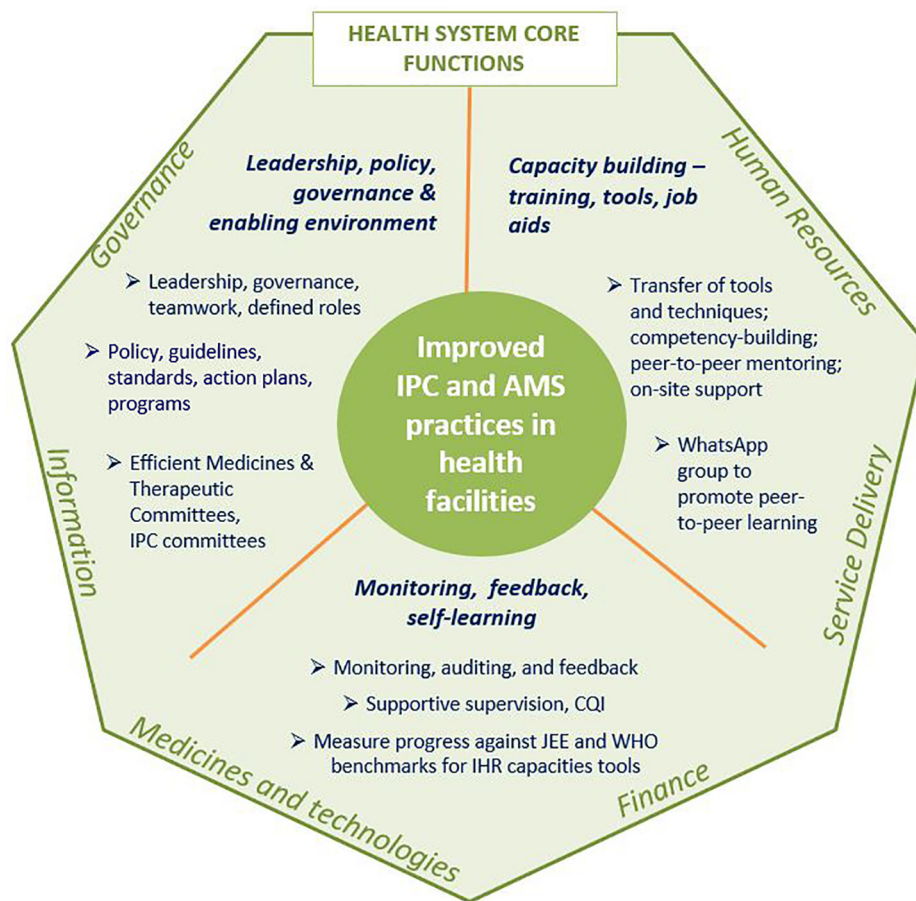 HEALTH SYSTEM CORE
FUNCTIONS
Governance
Human Resources
Leadership, policy,
governance &
enabling environment
➢ Leadership, governance,
teamwork, defined roles
➢ Policy, guidelines,
standards, action plans,
programs
➢ Efficient Medicines &
Therapeutic
Committees,
IPC committees
Capacity building –
training, tools, job
aids
➢ Transfer of tools
and techniques;
competency-building;
peer-to-peer mentoring;
on-site support
➢ WhatsApp
group to
promote peer-
to-peer learning
Improved
IPC and AMS
practices in
health
facilities
Information
Service Delivery
Monitoring, feedback,
self-learning
➢ Monitoring, auditing, and feedback
➢ Supportive supervision, CQI
➢ Measure progress against JEE and WHO
benchmarks for IHR capacities tools
Medicines and technologies
Finance